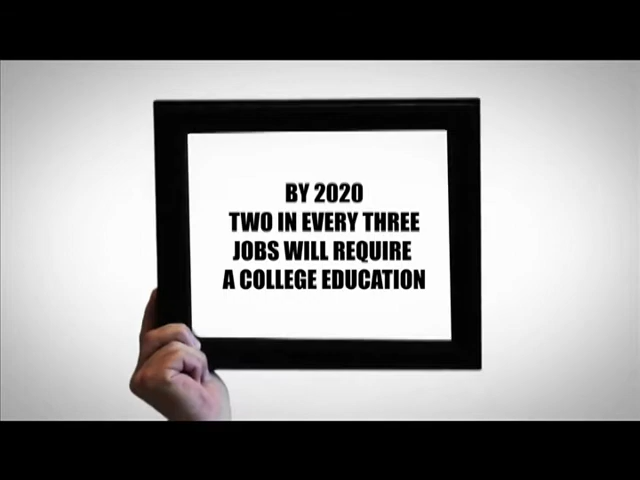 BY 2020
TWO IN EVERY THREE
JOBS WILL REQUIRE
A COLLEGE EDUCATION